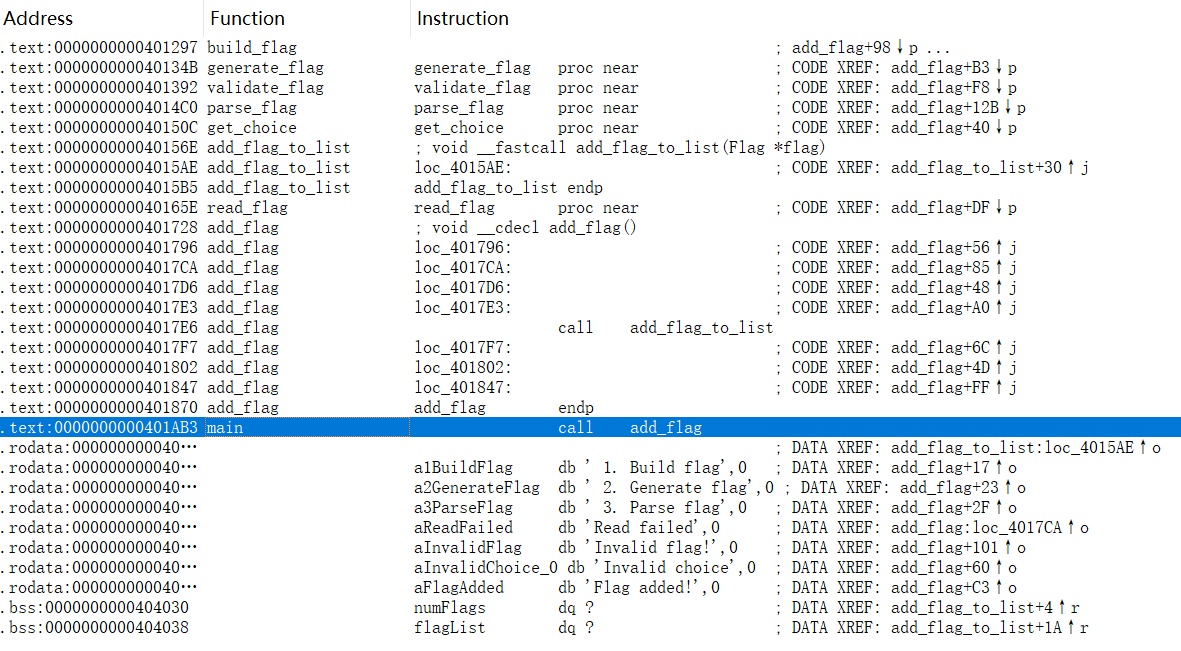 Address Function Instruction
.text:0000000000401297 build_flag ; add_flag+98↓p ...
.text:000000000040134B generate_flag generate_flag proc near ; CODE XREF: add_flag+B3↓p
.text:0000000000401392 validate_flag validate_flag proc near ; CODE XREF: add_flag+F8↓p
.text:00000000004014C0 parse_flag parse_flag proc near ; CODE XREF: add_flag+12B↓p
.text:000000000040150C get_choice get_choice proc near ; CODE XREF: add_flag+40↓p
.text:000000000040156E add_flag_to_list ; void __fastcall add_flag_to_list(Flag *flag)
.text:00000000004015AE add_flag_to_list loc_4015AE: ; CODE XREF: add_flag_to_list+30↑j
.text:00000000004015B5 add_flag_to_list add_flag_to_list endp
.text:000000000040165E read_flag read_flag proc near ; CODE XREF: add_flag+DF↓p
.text:0000000000401728 add_flag ; void __cdecl add_flag()
.text:0000000000401796 add_flag loc_401796: ; CODE XREF: add_flag+56↑j
.text:00000000004017CA add_flag loc_4017CA: ; CODE XREF: add_flag+85↑j
.text:00000000004017D6 add_flag loc_4017D6: ; CODE XREF: add_flag+48↑j
.text:00000000004017E3 add_flag loc_4017E3: ; CODE XREF: add_flag+A0↑j
.text:00000000004017E6 add_flag call add_flag_to_list
.text:00000000004017F7 add_flag loc_4017F7: ; CODE XREF: add_flag+6C↑j
.text:0000000000401802 add_flag loc_401802: ; CODE XREF: add_flag+4D↑j
.text:0000000000401847 add_flag loc_401847: ; CODE XREF: add_flag+FF↑j
.text:0000000000401870 add_flag add_flag endp
.text:0000000000401AB3 main call add_flag
.rodata:000000000040… ; DATA XREF: add_flag_to_list:loc_4015AE↑o
.rodata:000000000040… a1BuildFlag db ' 1. Build flag',0 ; DATA XREF: add_flag+17↑o
.rodata:000000000040… a2GenerateFlag db ' 2. Generate flag',0 ; DATA XREF: add_flag+23↑o
.rodata:000000000040… a3ParseFlag db ' 3. Parse flag',0 ; DATA XREF: add_flag+2F↑o
.rodata:000000000040… aReadFailed db 'Read failed',0 ; DATA XREF: add_flag:loc_4017CA↑o
.rodata:000000000040… aInvalidFlag db 'Invalid flag!',0 ; DATA XREF: add_flag+101↑o
.rodata:000000000040… aInvalidChoice_0 db 'Invalid choice',0 ; DATA XREF: add_flag+60↑o
.rodata:000000000040… aFlagAdded db 'Flag added!',0 ; DATA XREF: add_flag+C3↑o
.bss:0000000000404030 numFlags dq ? ; DATA XREF: add_flag_to_list+4↑r
.bss:0000000000404038 flagList dq ? ; DATA XREF: add_flag_to_list+1A↑r